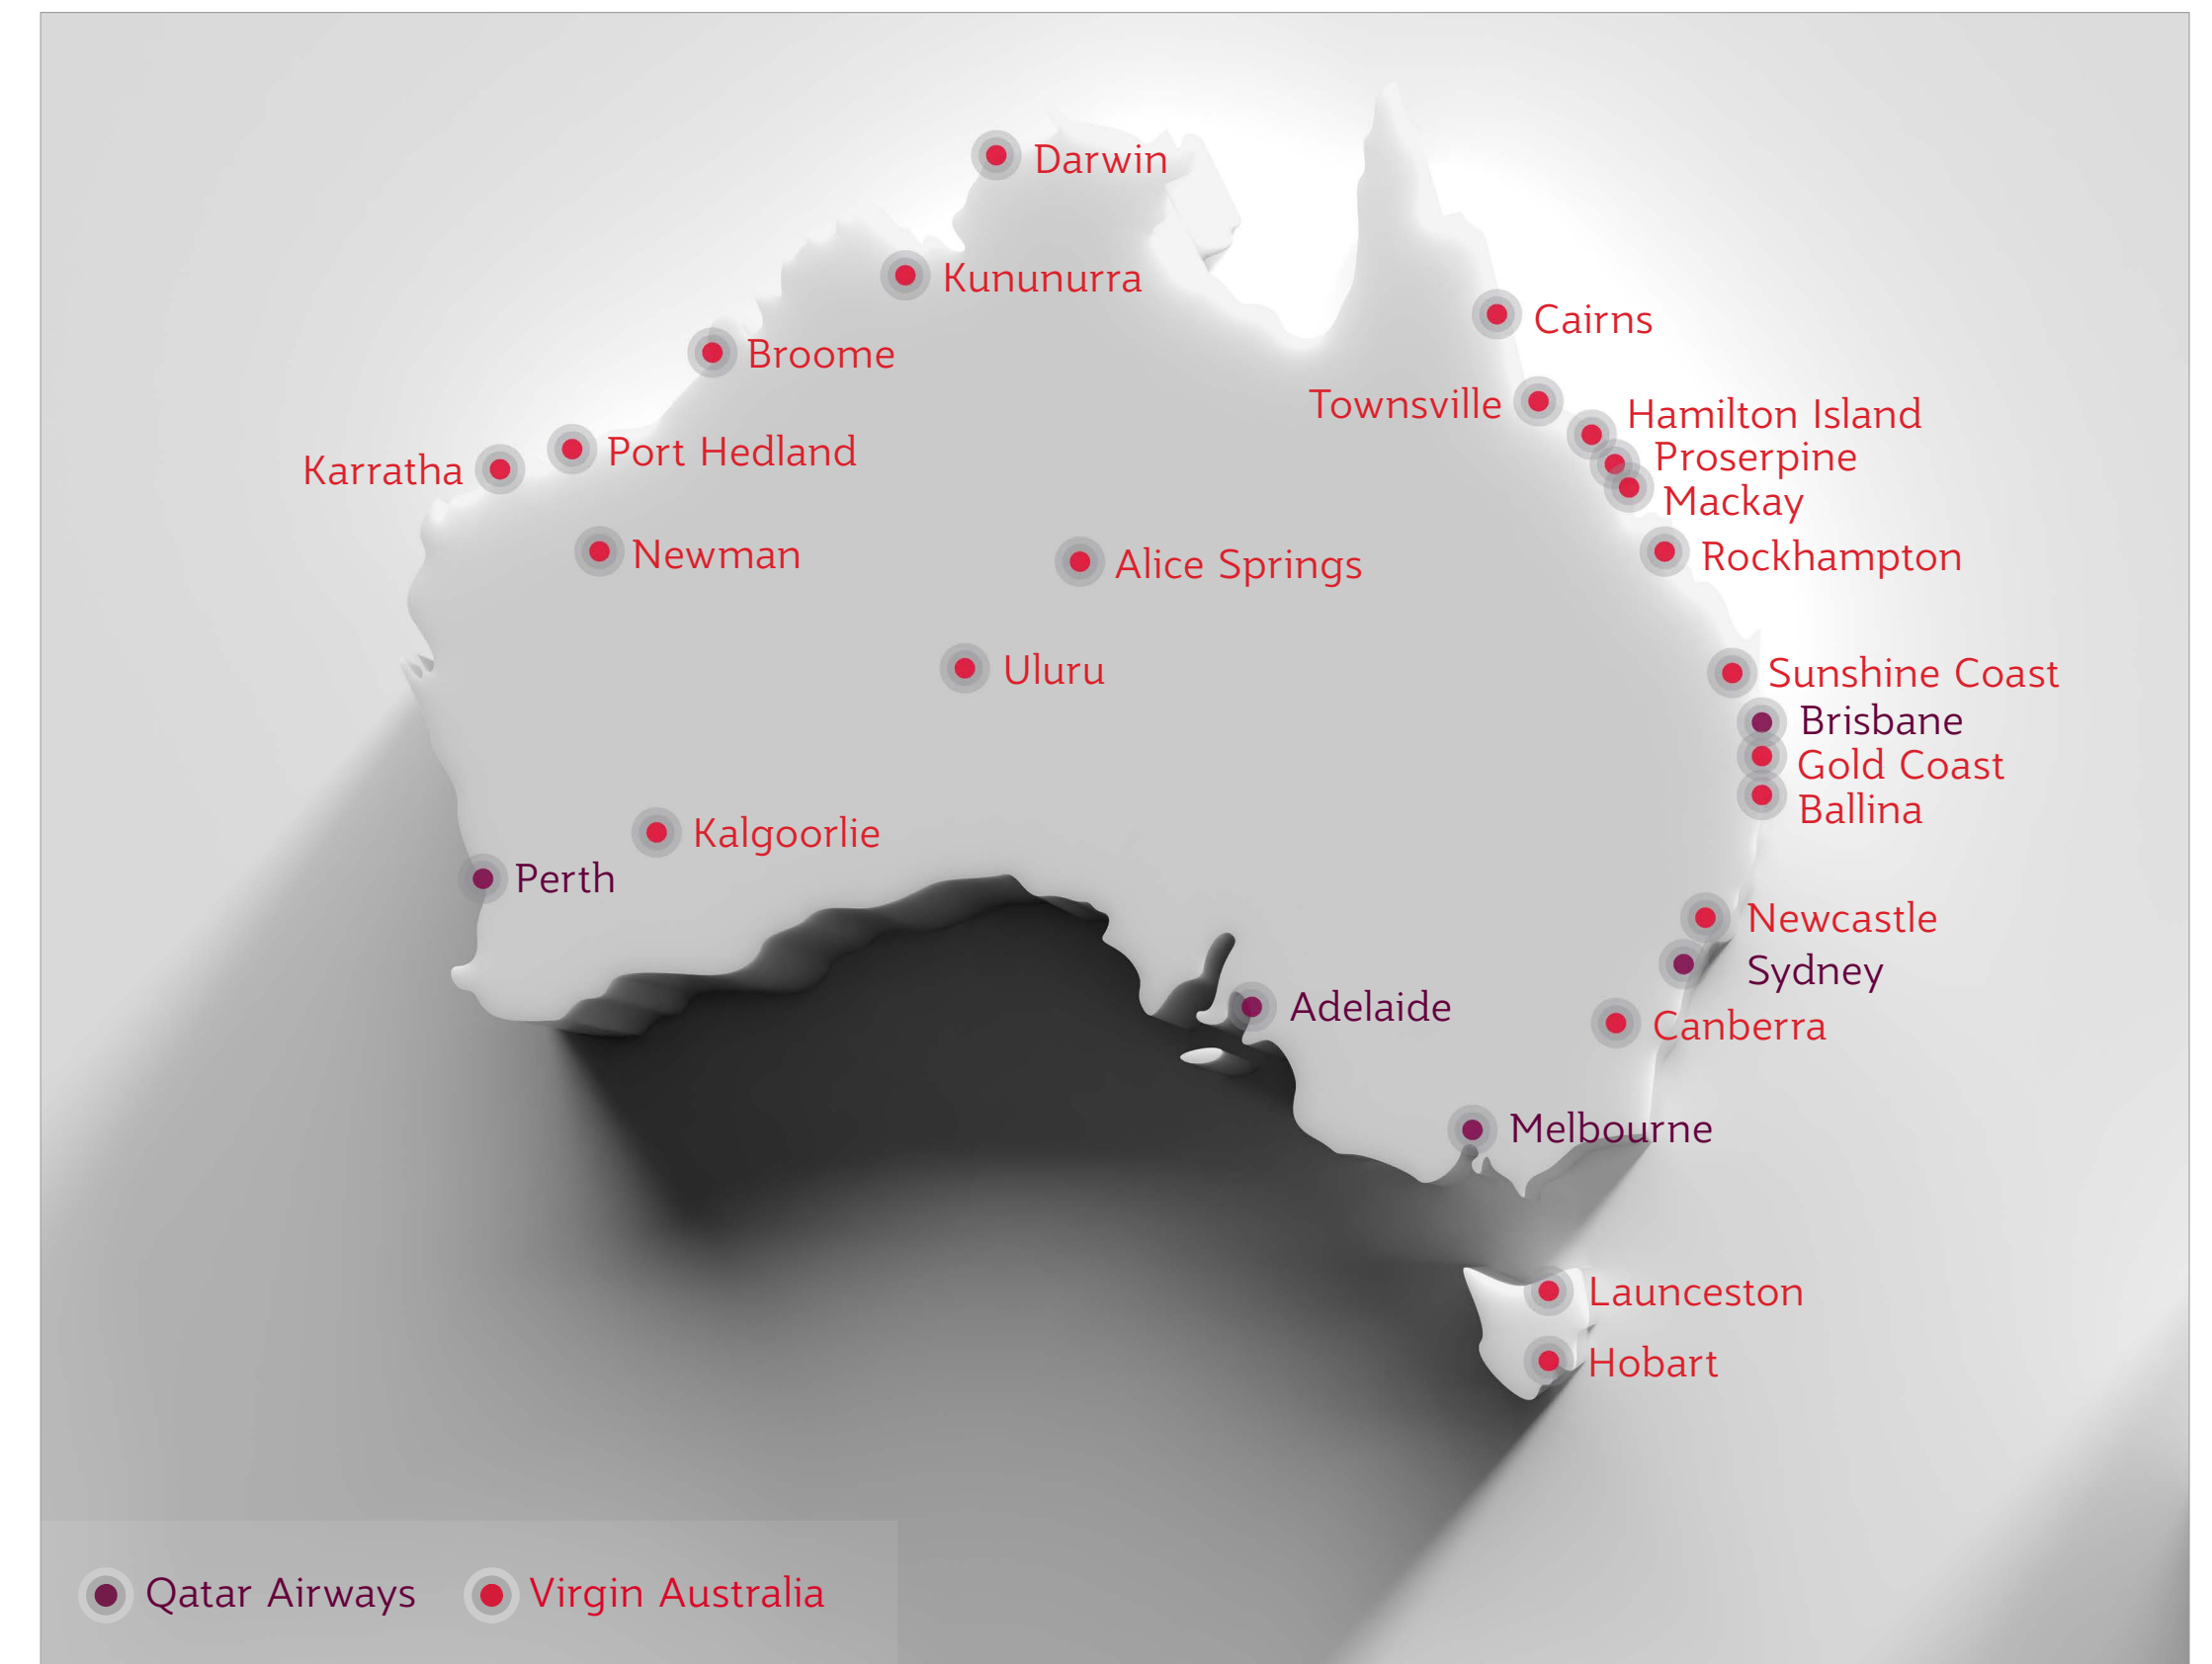 Darwin
Kununurra
Cairns
Broome
Townsville
Hamilton Island
Port Hedland
Proserpine
Karratha
Mackay
Newman
Rockhampton
Alice Springs
Uluru
Sunshine Coast
Brisbane
Gold Coast
Ballina
Kalgoorlie
Perth
Newcastle
Sydney
Adelaide
Canberra
Melbourne
Launceston
Hobart
Qatar Airways
Virgin Australia